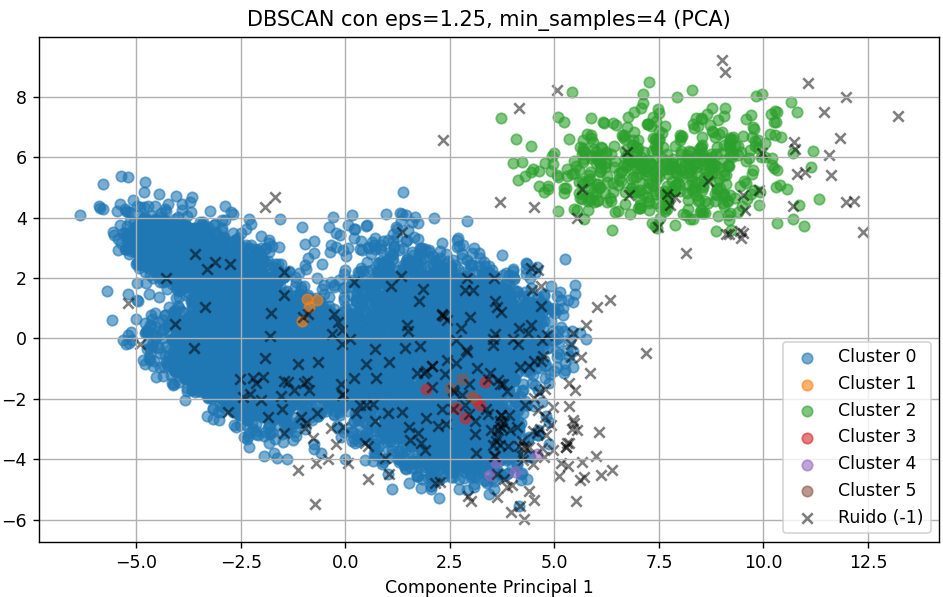 DBSCAN con eps=1.25, min_samples=4 (PCA)
8
6
4
2
0
−2
−4
−6
Cluster 0
Cluster 1
Cluster 2
Cluster 3
Cluster 4
Cluster 5
Ruido (-1)
−5.0 −2.5 0.0 2.5 5.0 7.5 10.0 12.5
Componente Principal 1